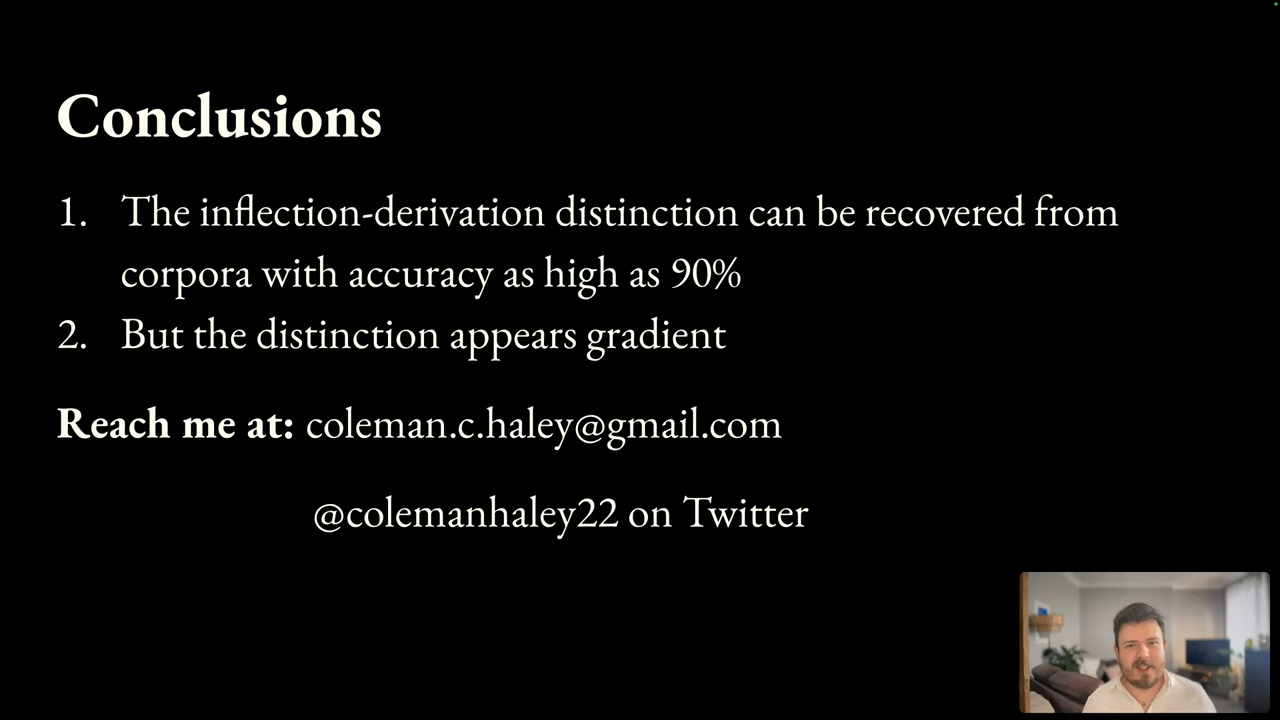 Conclusions
1. The inflection-derivation distinction can be recovered from
corpora with accuracy as high as 90%
2. But the distinction appears gradient
Reach me at: coleman.c.haley@gmail.com
@colemanhaley22 on Twitter